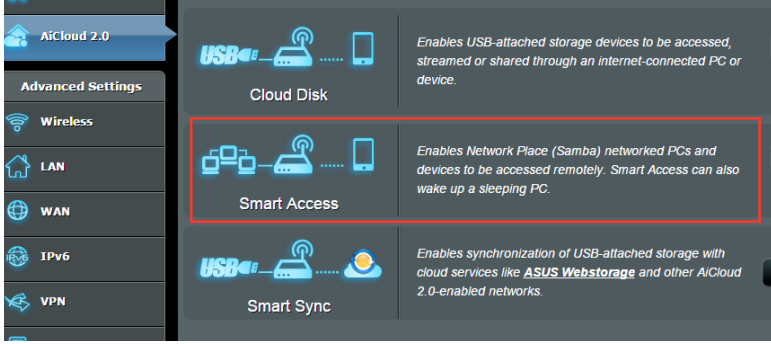 AiCloud 2.0
Advanced Settings
Wireless
LAN
WAN
IPv6
VPN
USB
Cloud Disk
Enables USB-attached storage devices to be accessed,
streamed or shared through an internet-connected PC or
device.
Smart Access
Enables Network Place (Samba) networked PCs and
devices to be accessed remotely. Smart Access can also
wake up a sleeping PC.
USB
Smart Sync
Enables synchronization of USB-attached storage with
cloud services like ASUS Webstorage and other AiCloud
2.0-enabled networks.